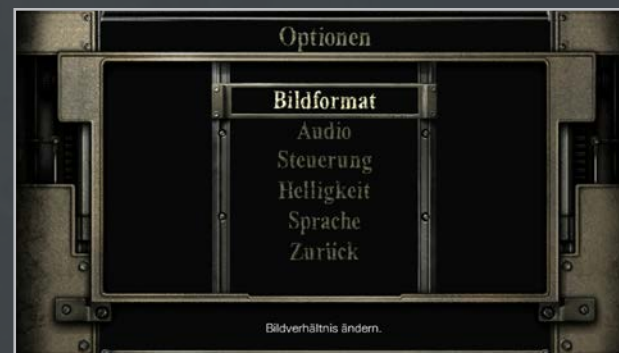 Optionen
Bildformat
Audio
Steuerung
Helligkeit
Sprache
Zurück
Bildverhältnis ändern.